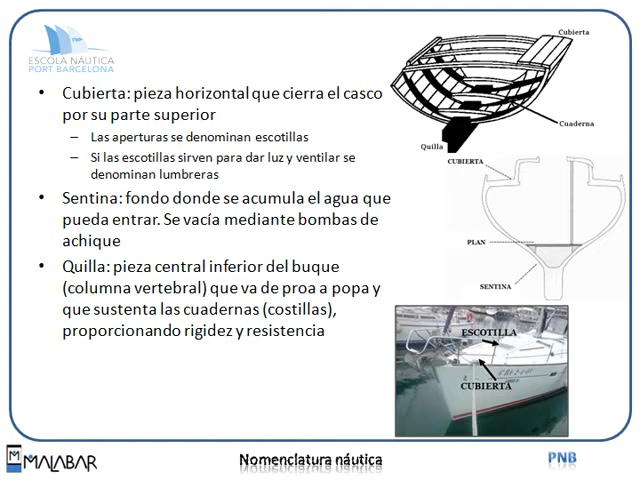 ESCOLA NÀUTICA
PORT BARCELONA
• Cubierta: pieza horizontal que cierra el casco
por su parte superior
– Las aperturas se denominan escotillas
– Si las escotillas sirven para dar luz y ventilar se
denominan lumbreras
• Sentina: fondo donde se acumula el agua que
pueda entrar. Se vacía mediante bombas de
achique
• Quilla: pieza central inferior del buque
(columna vertebral) que va de proa a popa y
que sustenta las cuadernas (costillas),
proporcionando rigidez y resistencia
Cubierta
Cuaderna
Quilla
CUBIERTA
PLAN
SENTINA
ESCOTILLA
CUBIERTA
MALABAR
Nomenclatura náutica
PNB